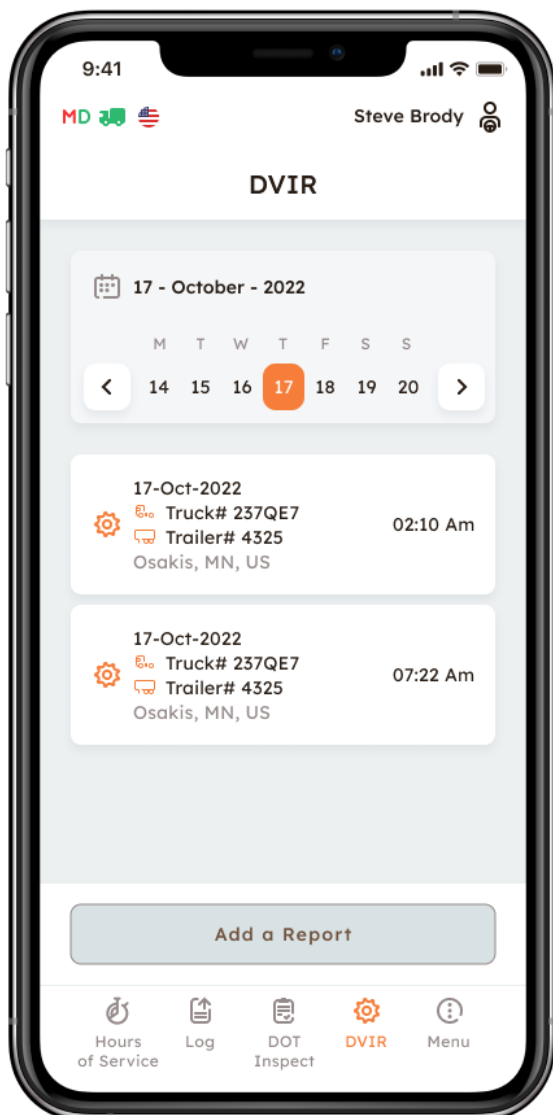 9:41
MD
Steve Brody
DVIR
17 - October - 2022
M T W T F S S
14 15 16 17 18 19 20
17-Oct-2022
Truck# 237QE7
Trailer# 4325
02:10 Am
Osakis, MN, US
17-Oct-2022
Truck# 237QE7
Trailer# 4325
07:22 Am
Osakis, MN, US
Add a Report
Hours
of Service
Log
DOT
Inspect
DVIR
Menu